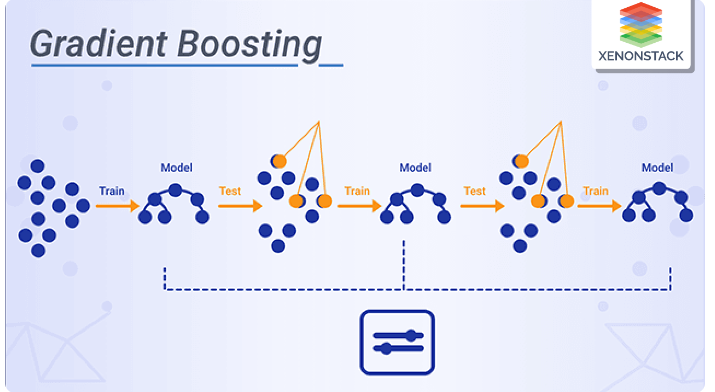 Gradient Boosting
XENONSTACK
Model
Model
Model
Train
Test
Train
Test
Train